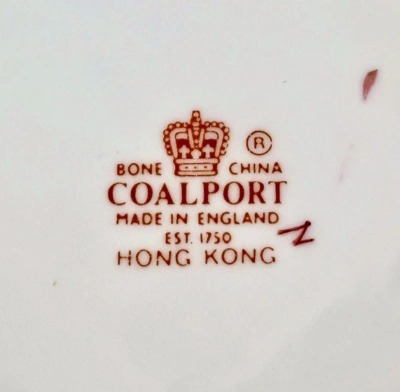 ®
BONE CHINA
COALPORT
MADE IN ENGLAND
EST. 1750
HONG KONG
N